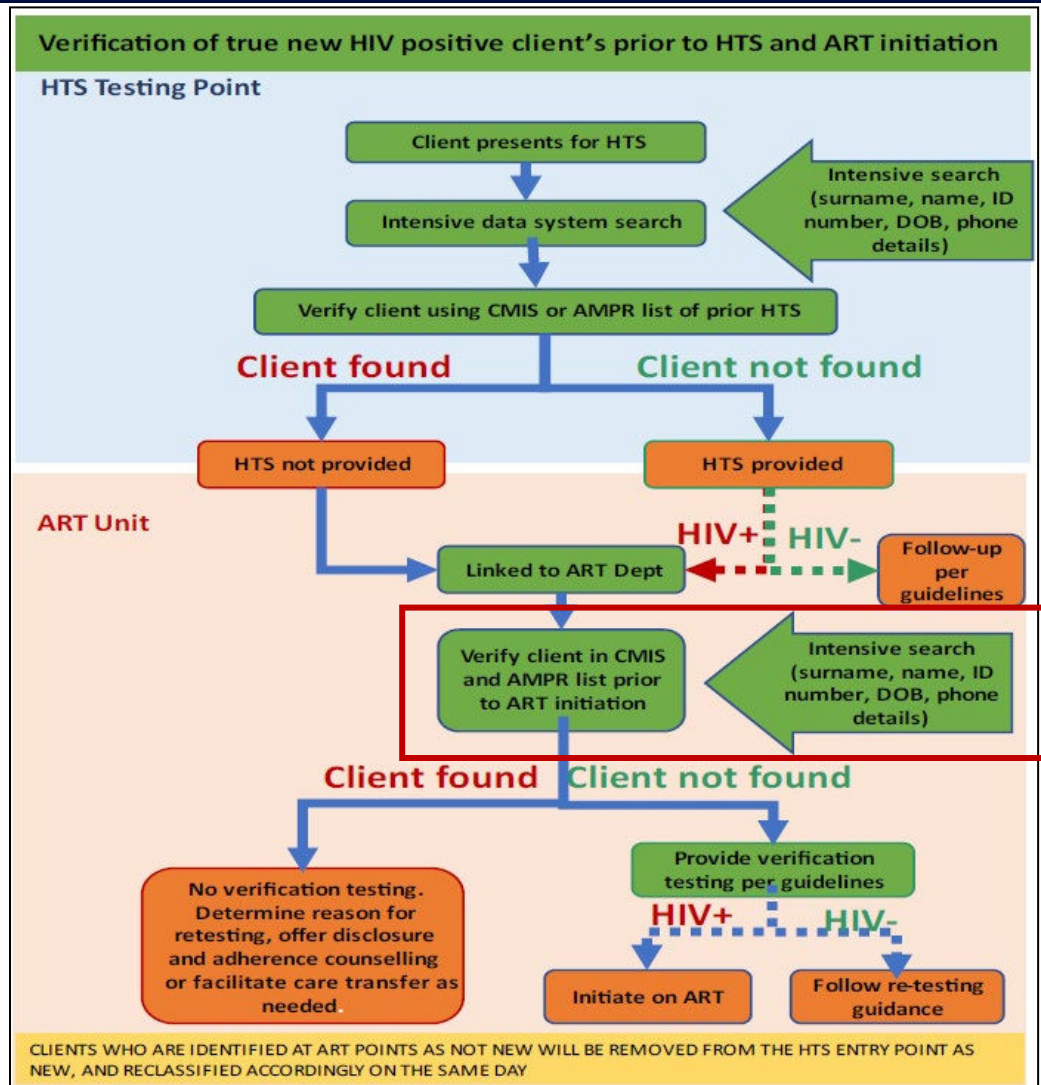 Verification of true new HIV positive client's prior to HTS and ART initiation
HTS Testing Point
Client presents for HTS
Intensive data system search
Intensive search
(surname, name, ID
number, DOB, phone
details)
Verify client using CMIS or AMPR list of prior HTS
Client found
Client not found
HTS not provided
HTS provided
ART Unit
HIV+
HIV-
Linked to ART Dept
Follow-up
per
guidelines
Verify client in CMIS
and AMPR list prior
to ART initiation
Intensive search
(surname, name, ID
number, DOB, phone
details)
Client found
Client not found
No verification testing.
Determine reason for
retesting, offer disclosure
and adherence counselling
or facilitate care transfer as
needed.
Provide verification
testing per guidelines
HIV+
HIV-
Initiate on ART
Follow re-testing
guidance
CLIENTS WHO ARE IDENTIFIED AT ART POINTS AS NOT NEW WILL BE REMOVED FROM THE HTS ENTRY POINT AS
NEW, AND RECLASSIFIED ACCORDINGLY ON THE SAME DAY